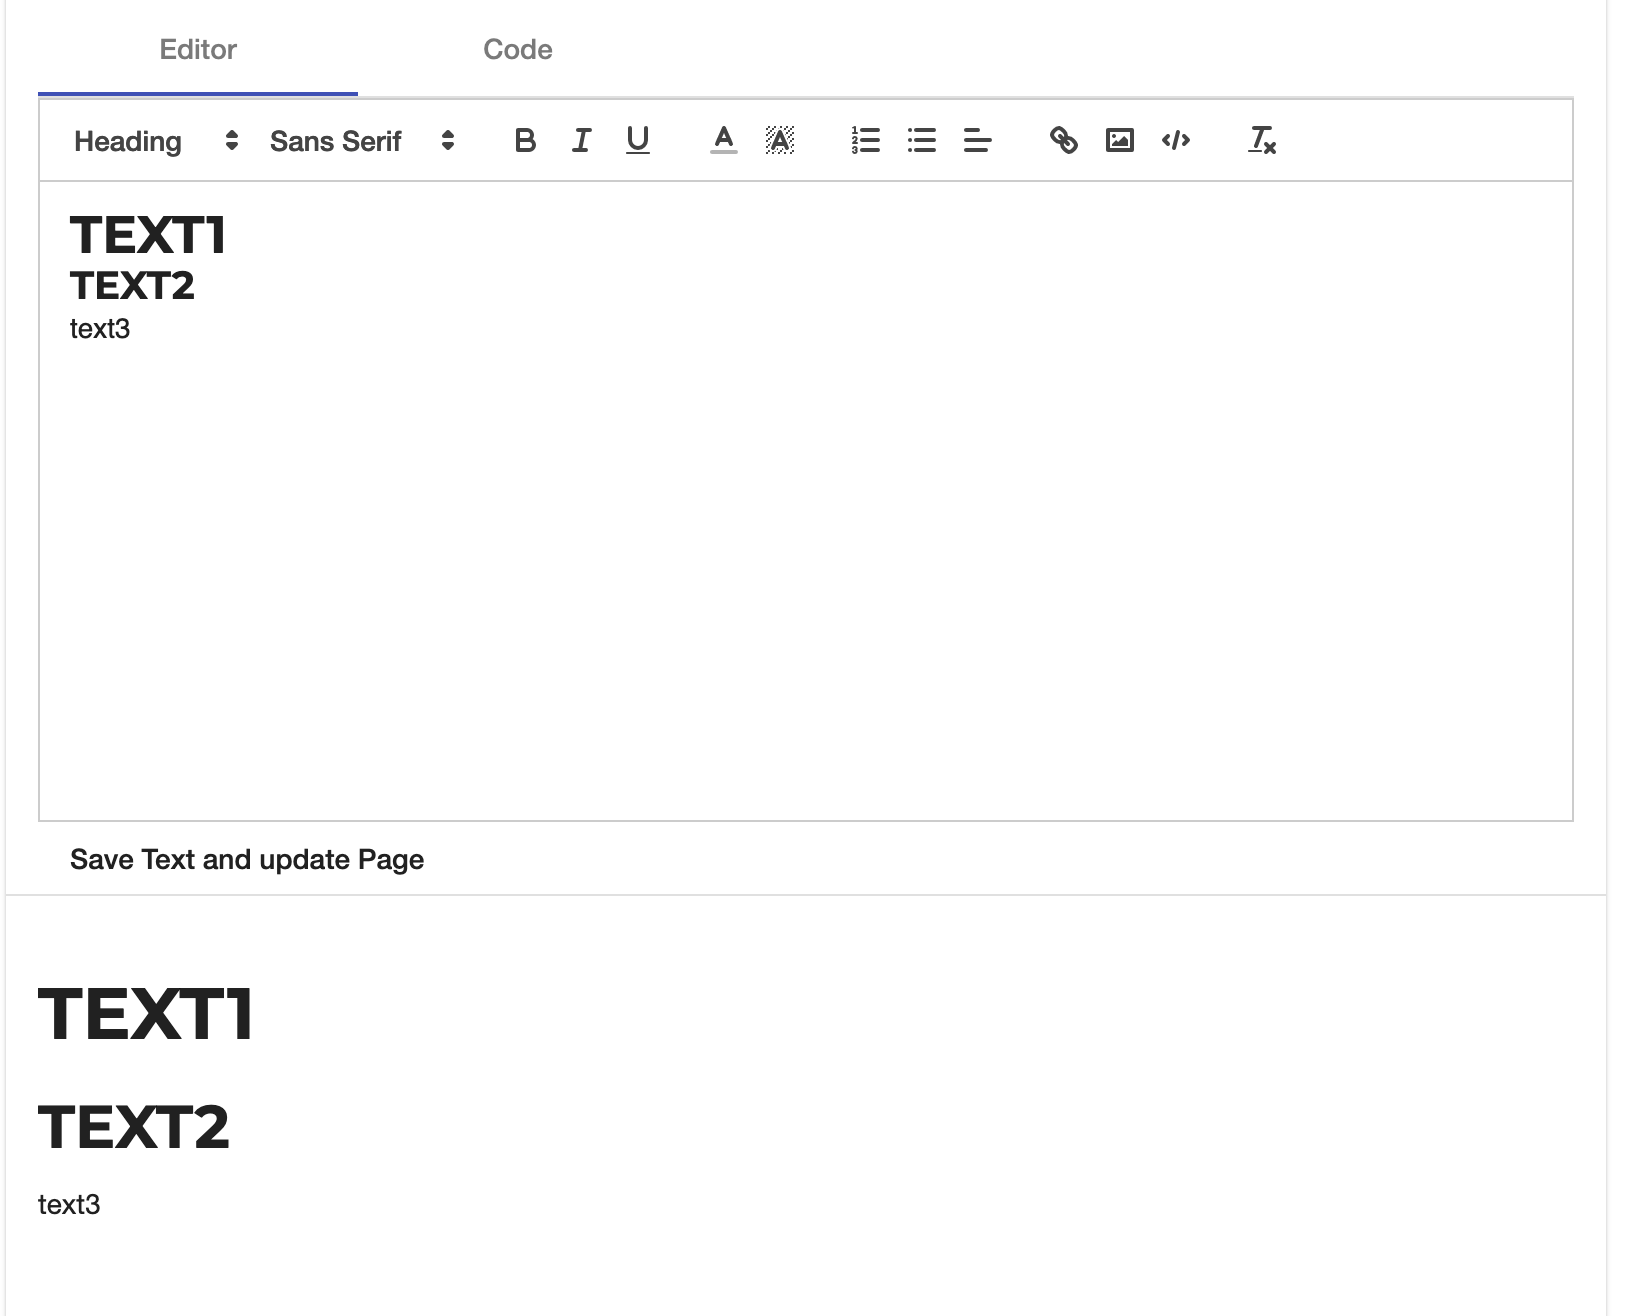 Editor Code
Heading Sans Serif B I U A A
TEXT1
TEXT2
text3
Save Text and update Page
TEXT1
TEXT2
text3